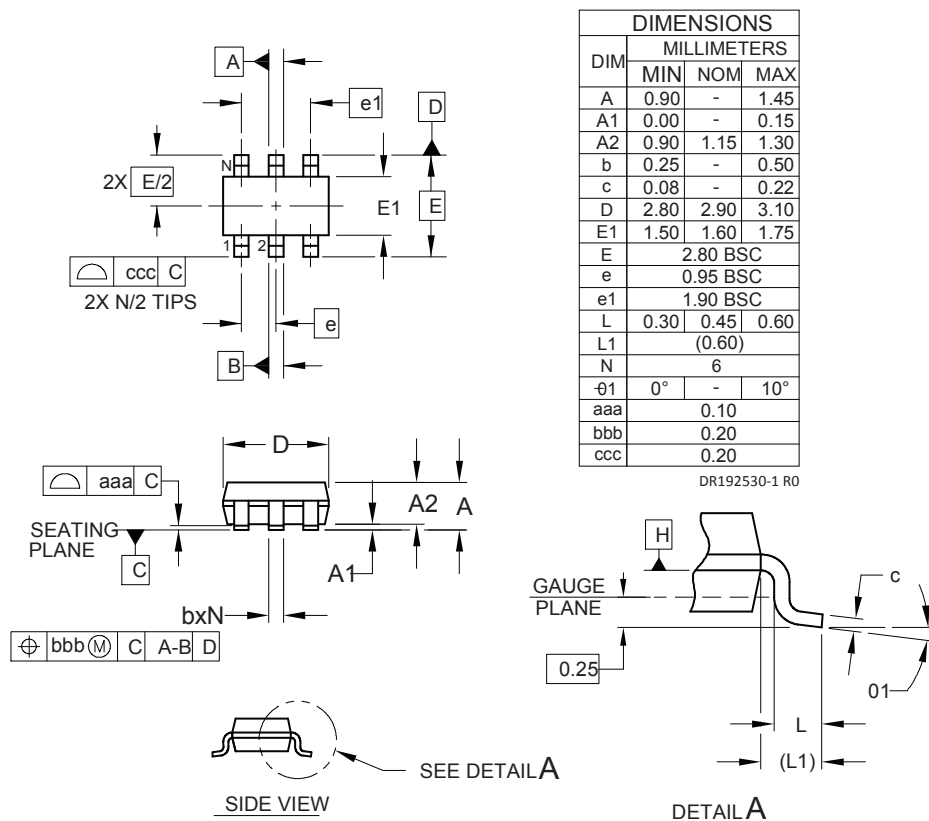 A
e1
D
N
2X E/2
E1
E
1 2
⌓ ccc C
2X N/2 TIPS
e
B
D
⌓ aaa C
A2 A
SEATING
PLANE
C
A1
bxN
⌖ bbb Ⓜ C A-B D
SEE DETAIL A
SIDE VIEW
DIMENSIONS
DIM MILLIMETERS
MIN NOM MAX
A 0.90 - 1.45
A1 0.00 - 0.15
A2 0.90 1.15 1.30
b 0.25 - 0.50
c 0.08 - 0.22
D 2.80 2.90 3.10
E1 1.50 1.60 1.75
E 2.80 BSC
e 0.95 BSC
e1 1.90 BSC
L 0.30 0.45 0.60
L1 (0.60)
N 6
θ1 0° - 10°
aaa 0.10
bbb 0.20
ccc 0.20
DR192530-1 R0
H
c
GAUGE
PLANE
0.25
01
L
(L1)
DETAIL A